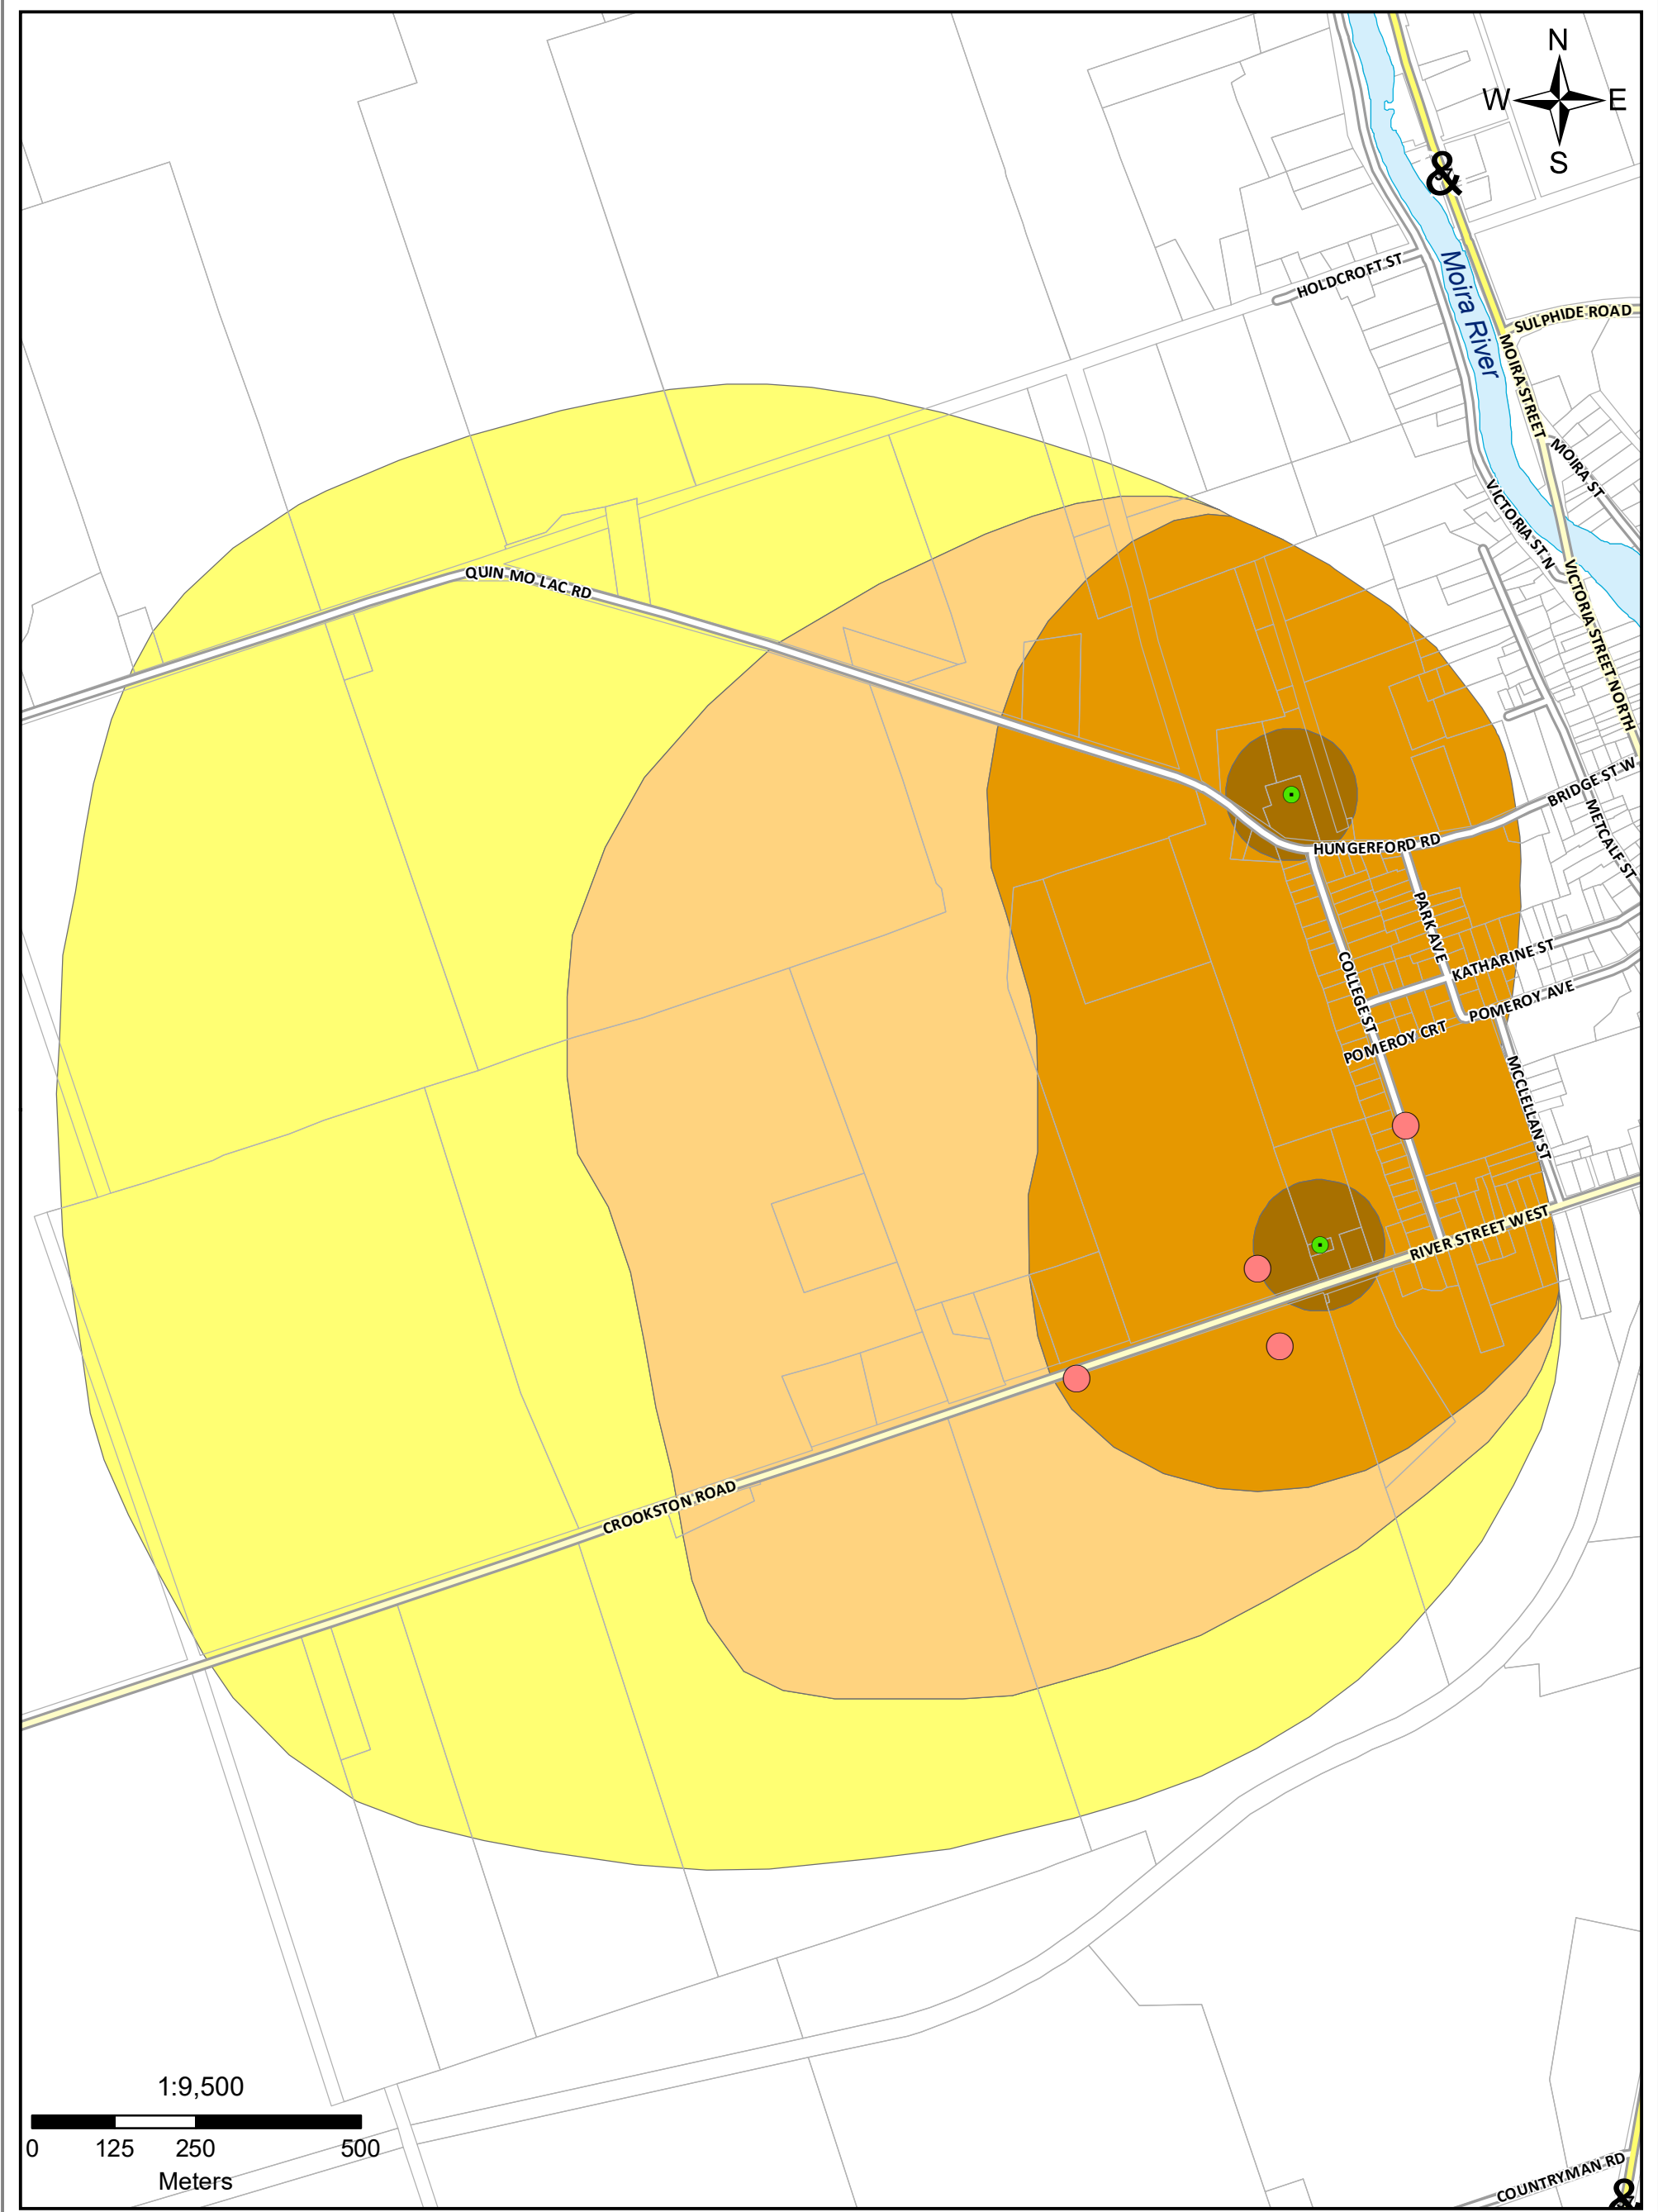 N
W E
S
&
HOLDCROFT ST
Moira River
SULPHIDE ROAD
MOIRA STREET
MOIRA ST
VICTORIA ST N
VICTORIA STREET NORTH
QUIN MO LAC RD
BRIDGE ST W
METCALF ST
HUNGERFORD RD
PARK AVE
KATHARINE ST
COLLEGE ST
POMEROY AVE
POMEROY CRT
MCCLELLAN ST
RIVER STREET WEST
CROOKSTON ROAD
1:9,500
0 125 250 500
Meters
COUNTRYMAN RD
&